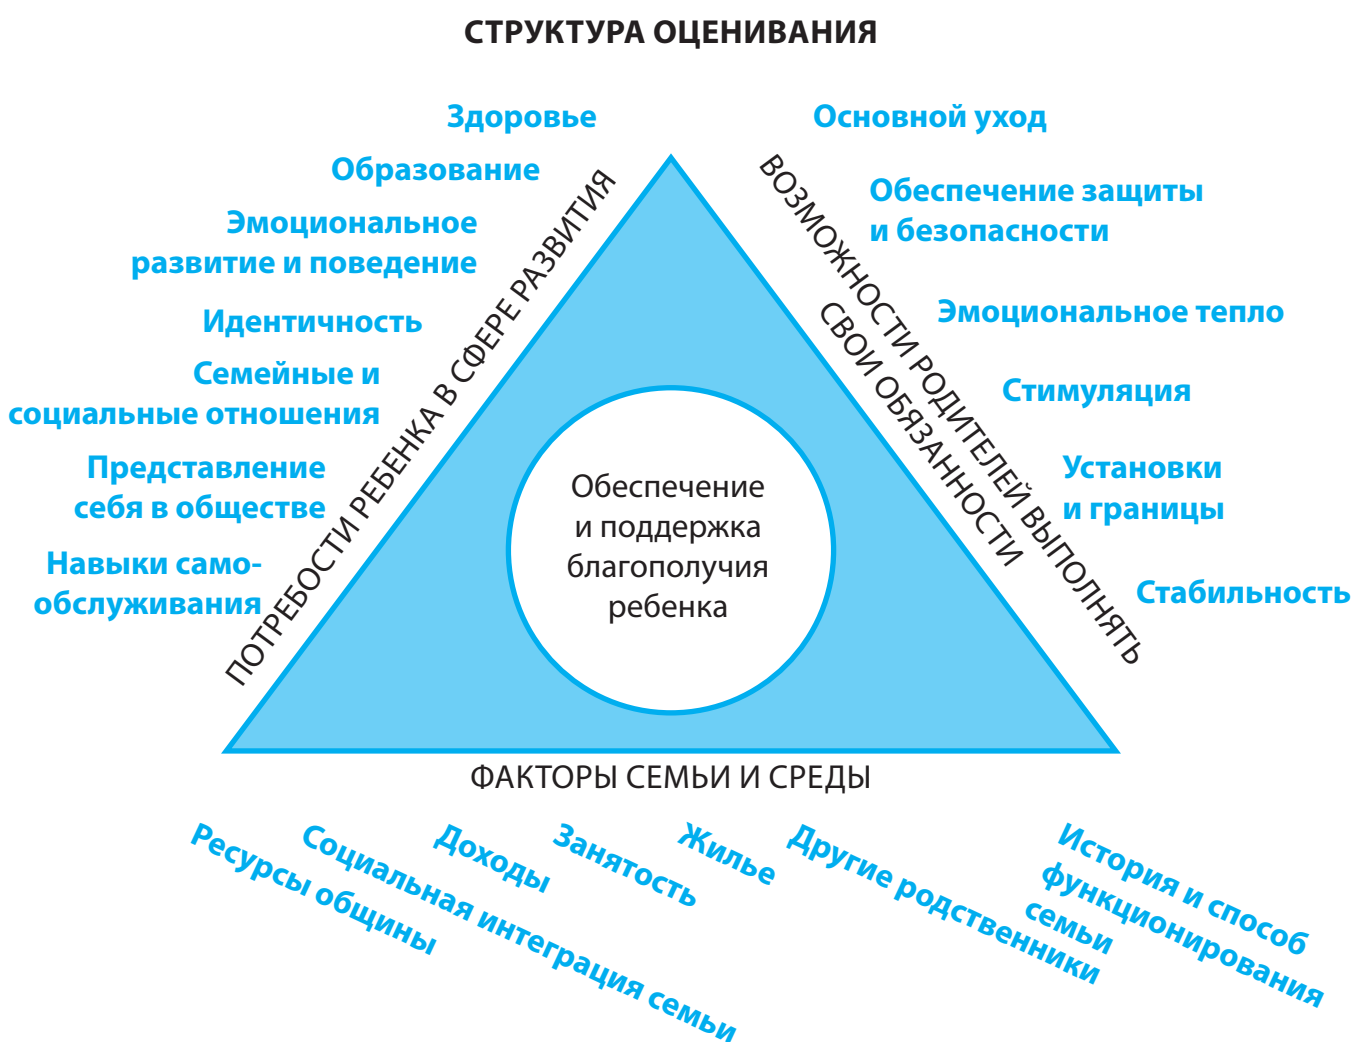 СТРУКТУРА ОЦЕНИВАНИЯ
Здоровье
Образование
Эмоциональное
развитие и поведение
Идентичность
Семейные и
социальные отношения
Представление
себя в обществе
Навыки само-
обслуживания
ПОТРЕБОСТИ РЕБЕНКА В СФЕРЕ РАЗВИТИЯ
Основной уход
Обеспечение защиты
и безопасности
Эмоциональное тепло
Стимуляция
Установки
и границы
Стабильность
ВОЗМОЖНОСТИ РОДИТЕЛЕЙ ВЫПОЛНЯТЬ
СВОИ ОБЯЗАННОСТИ
Обеспечение
и поддержка
благополучия
ребенка
ФАКТОРЫ СЕМЬИ И СРЕДЫ
Ресурсы общины
Социальная интеграция семьи
Доходы
Занятость
Жилье
Другие родственники
История и способ
функционирования
семьи